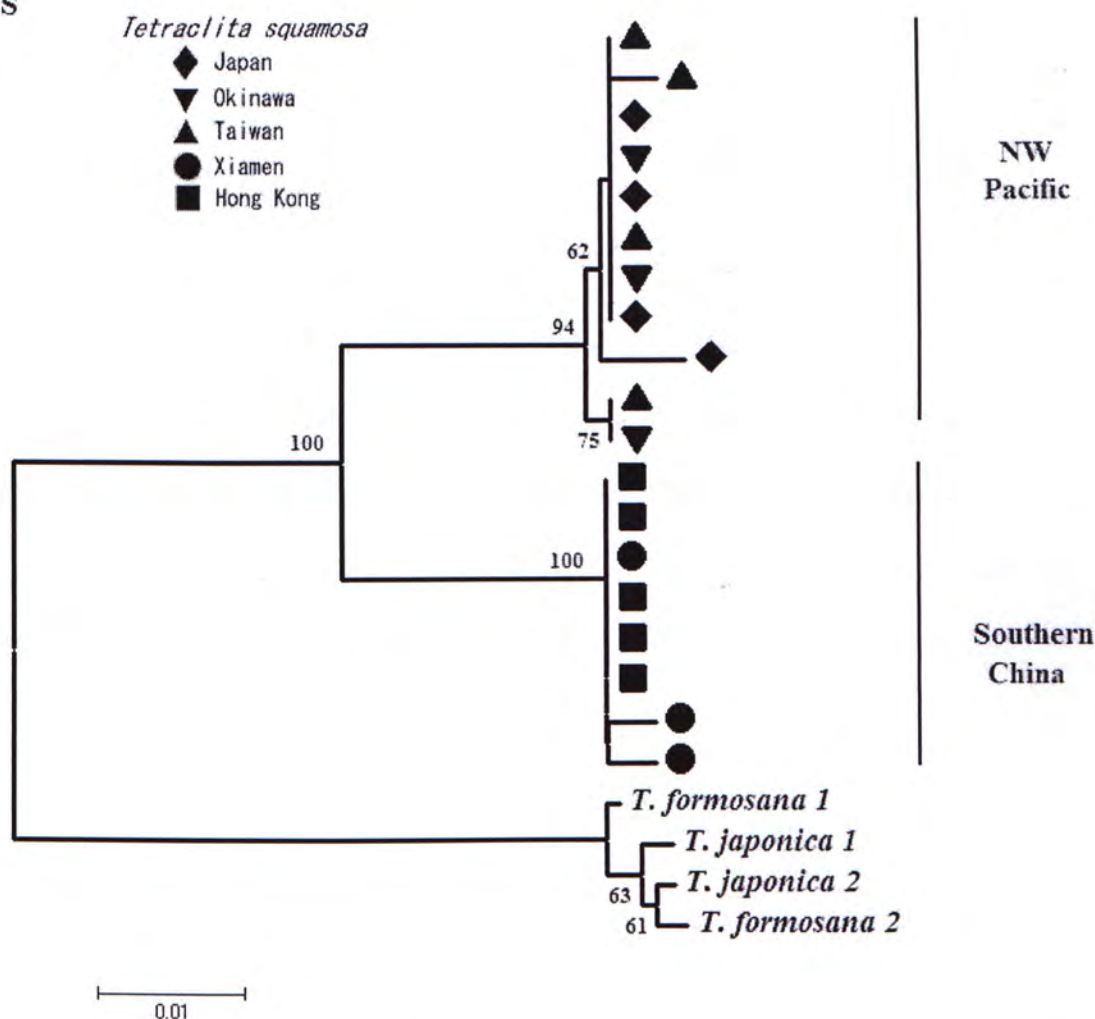 s
Tetraclita squamosa
Japan
Okinawa
Taiwan
Xiamen
Hong Kong
NW
Pacific
62
94
75
100
100
Southern
China
T. formosana 1
T. japonica 1
T. japonica 2
T. formosana 2
63
61
0.01